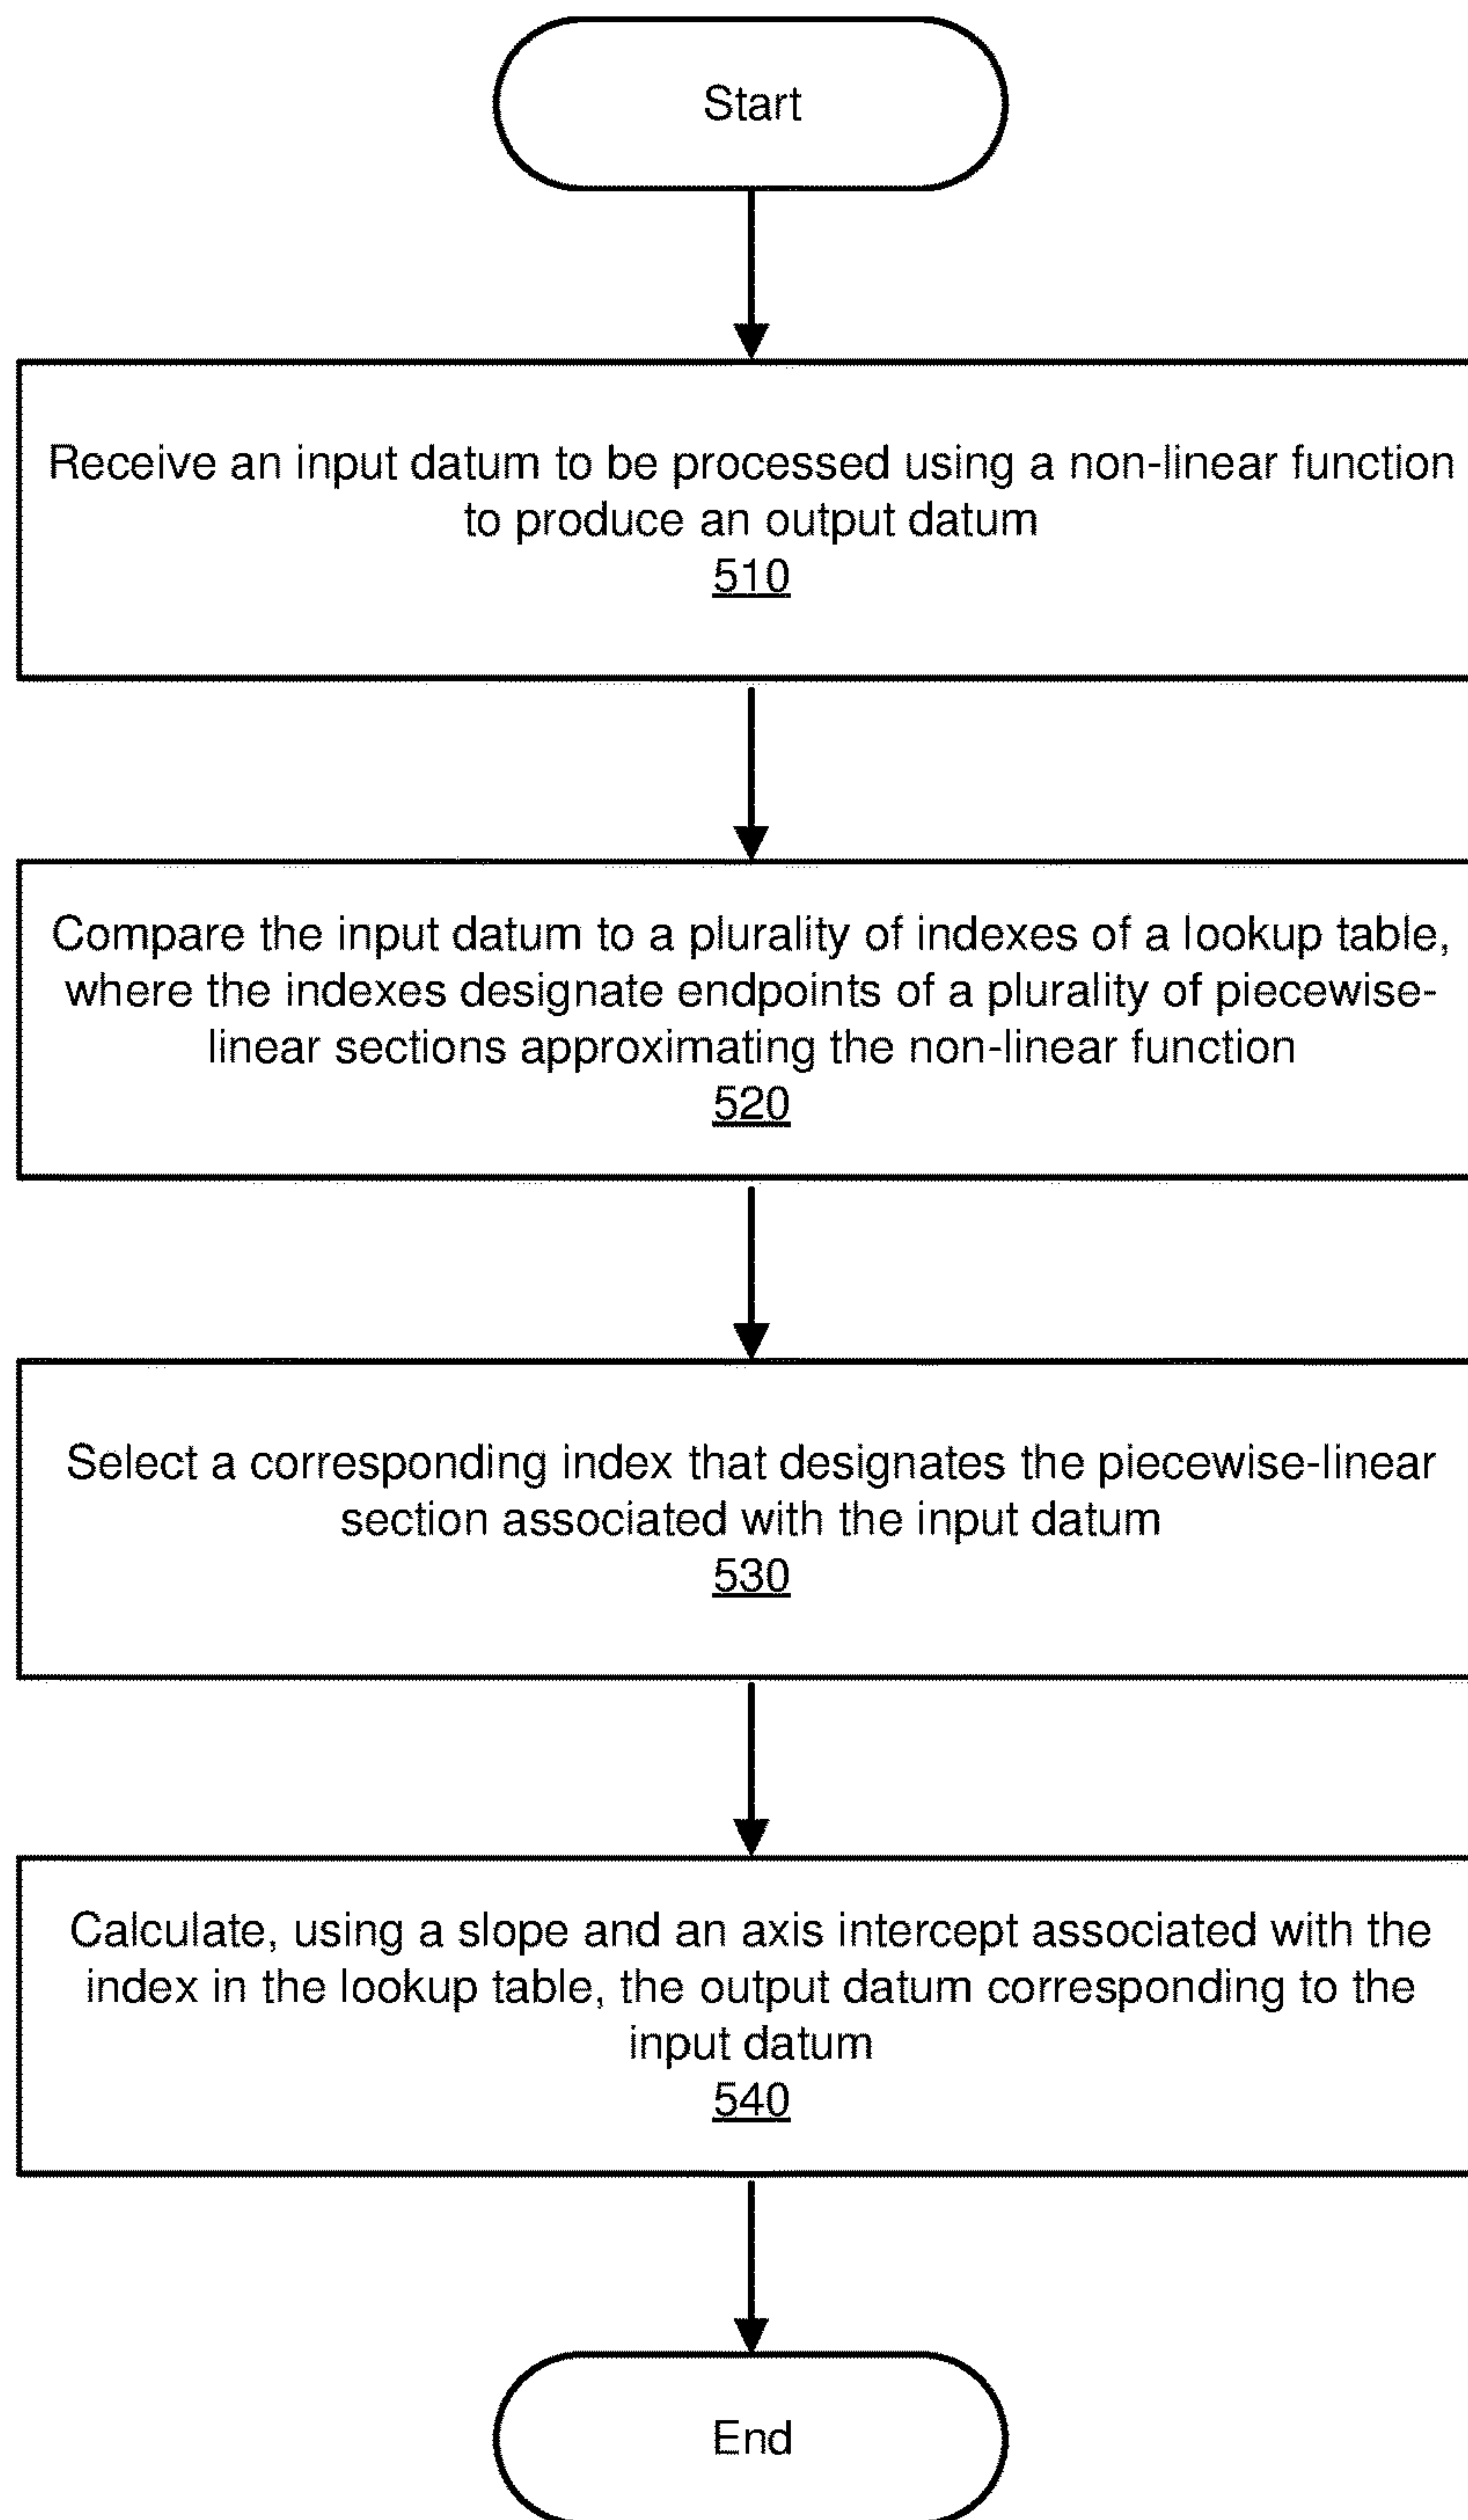 Start
Receive an input datum to be processed using a non-linear function
to produce an output datum
510
Compare the input datum to a plurality of indexes of a lookup table,
where the indexes designate endpoints of a plurality of piecewise-
linear sections approximating the non-linear function
520
Select a corresponding index that designates the piecewise-linear
section associated with the input datum
530
Calculate, using a slope and an axis intercept associated with the
index in the lookup table, the output datum corresponding to the
input datum
540
End